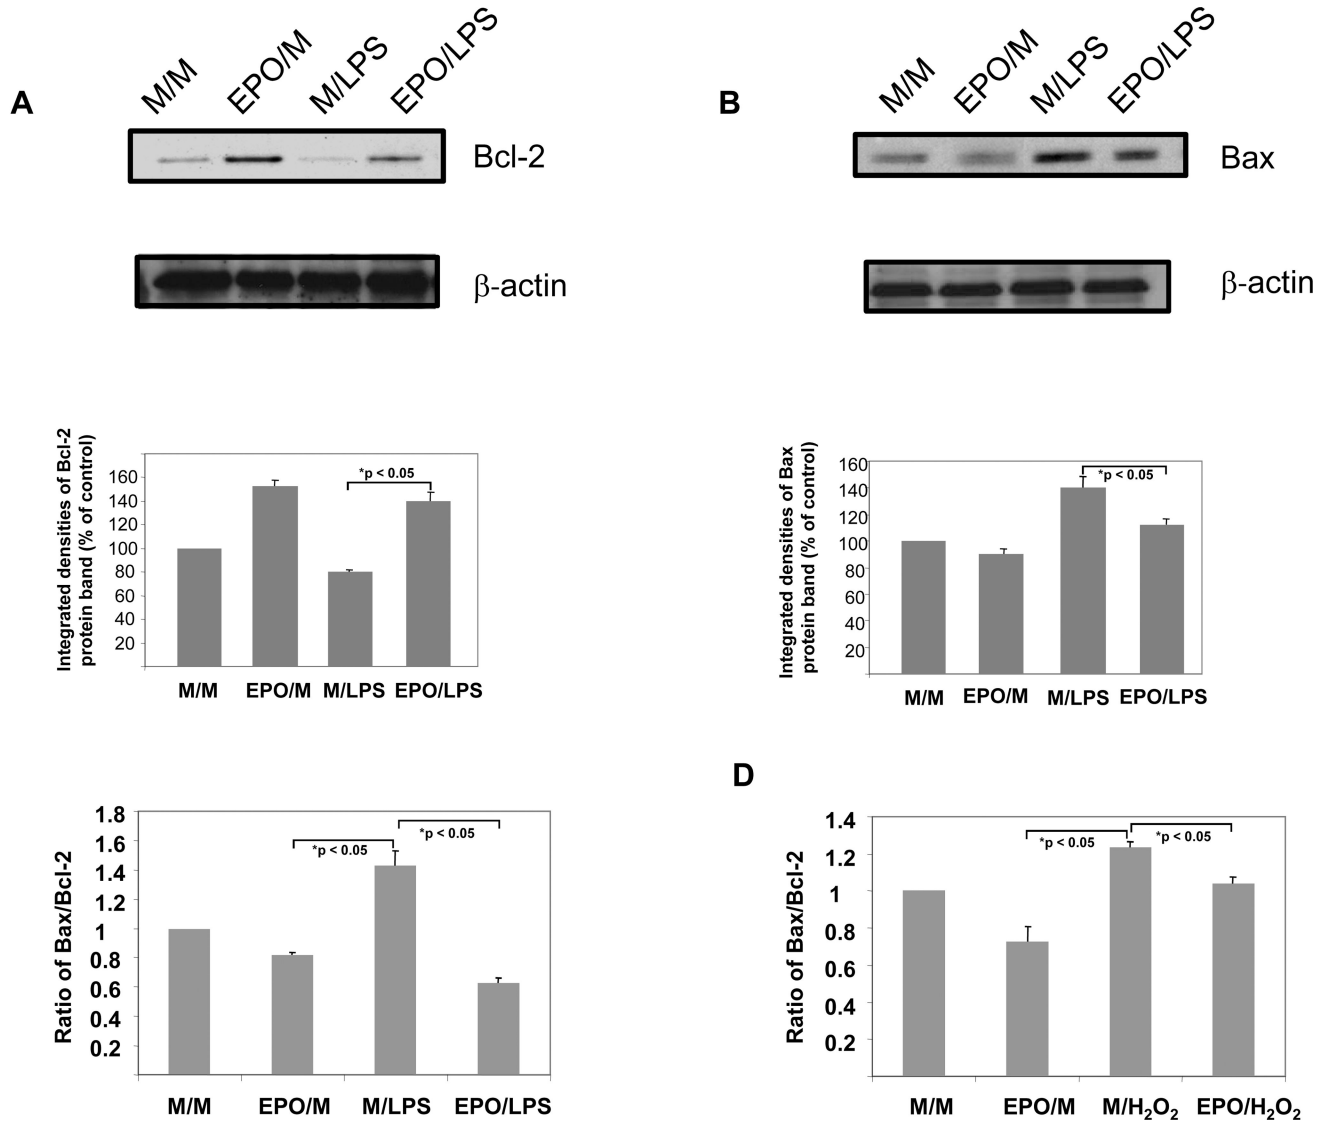 A
M/M
EPO/M
M/LPS
EPO/LPS
Bcl-2
β-actin
Integrated densities of Bcl-2
protein band (% of control)
160
140
120
100
80
60
40
20
*p < 0.05
M/M
EPO/M
M/LPS
EPO/LPS
B
M/M
EPO/M
M/LPS
EPO/LPS
Bax
β-actin
Integrated densities of Bax
protein band (% of control)
160
140
120
100
80
60
40
20
*p < 0.05
M/M
EPO/M
M/LPS
EPO/LPS
Ratio of Bax/Bcl-2
1.8
1.6
1.4
1.2
1
0.8
0.6
0.4
0.2
*p < 0.05
*p < 0.05
M/M
EPO/M
M/LPS
EPO/LPS
D
Ratio of Bax/Bcl-2
1.4
1.2
1
0.8
0.6
0.4
0.2
*p < 0.05
*p < 0.05
M/M
EPO/M
M/H₂O₂
EPO/H₂O₂